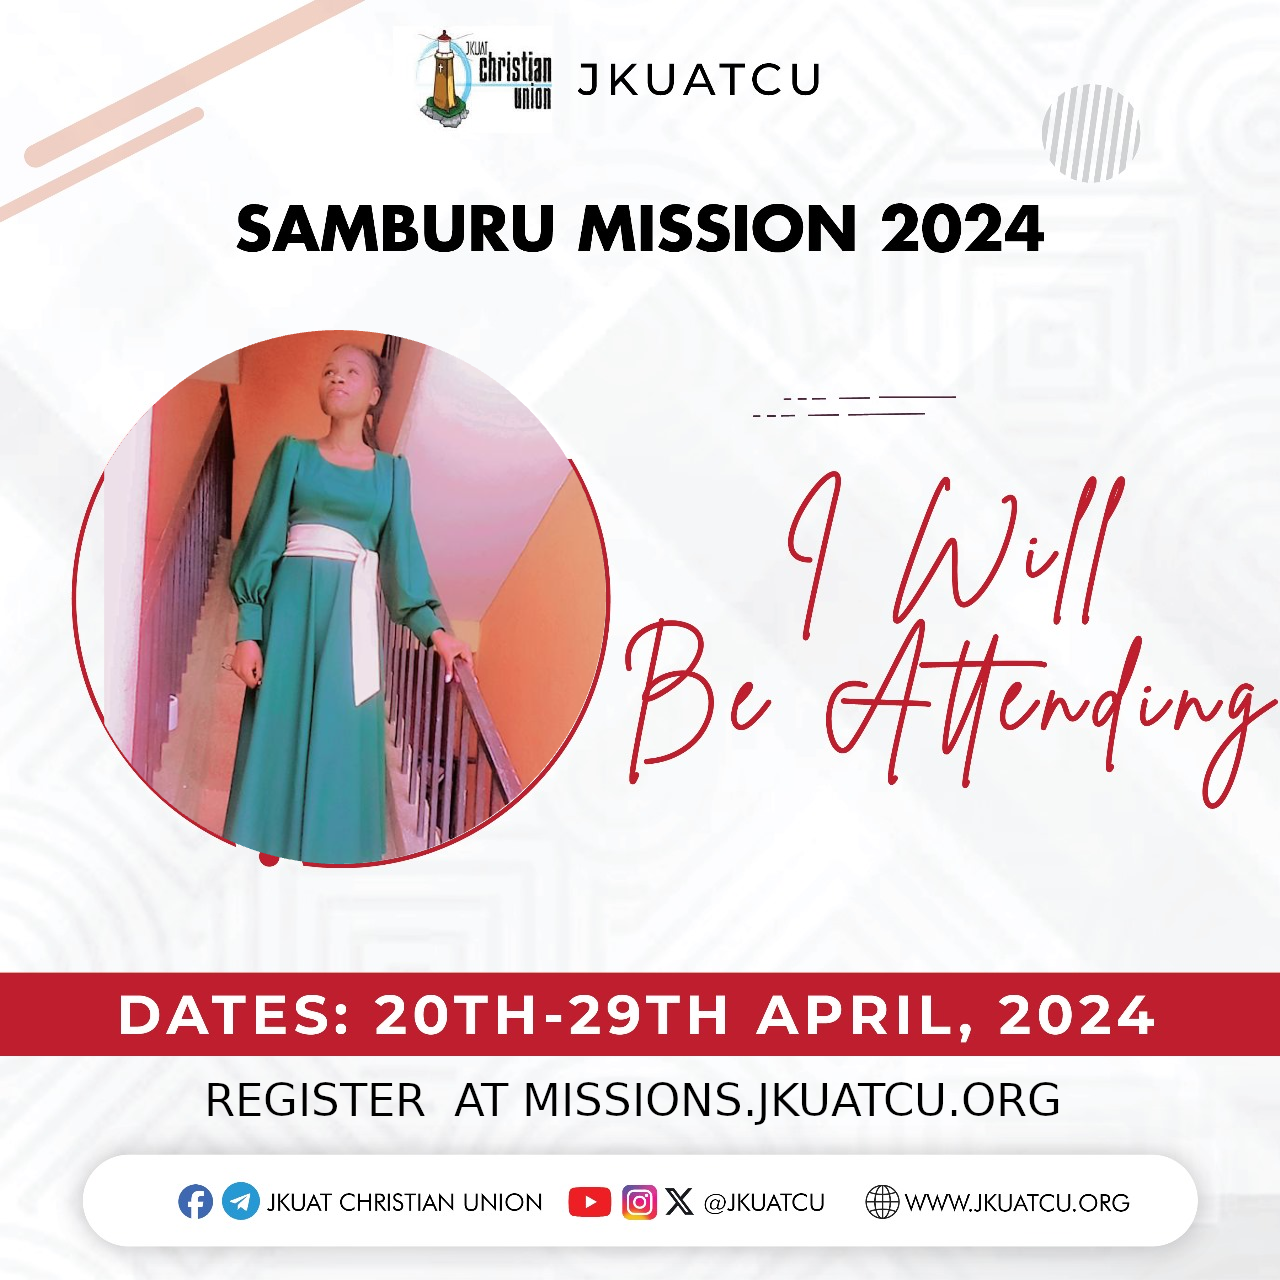 JKUAT
christian
union
JKUATCU
SAMBURU MISSION 2024
I Will
Be Attending
DATES: 20TH-29TH APRIL, 2024
REGISTER AT MISSIONS.JKUATCU.ORG
JKUAT CHRISTIAN UNION @JKUATCU WWW.JKUATCU.ORG